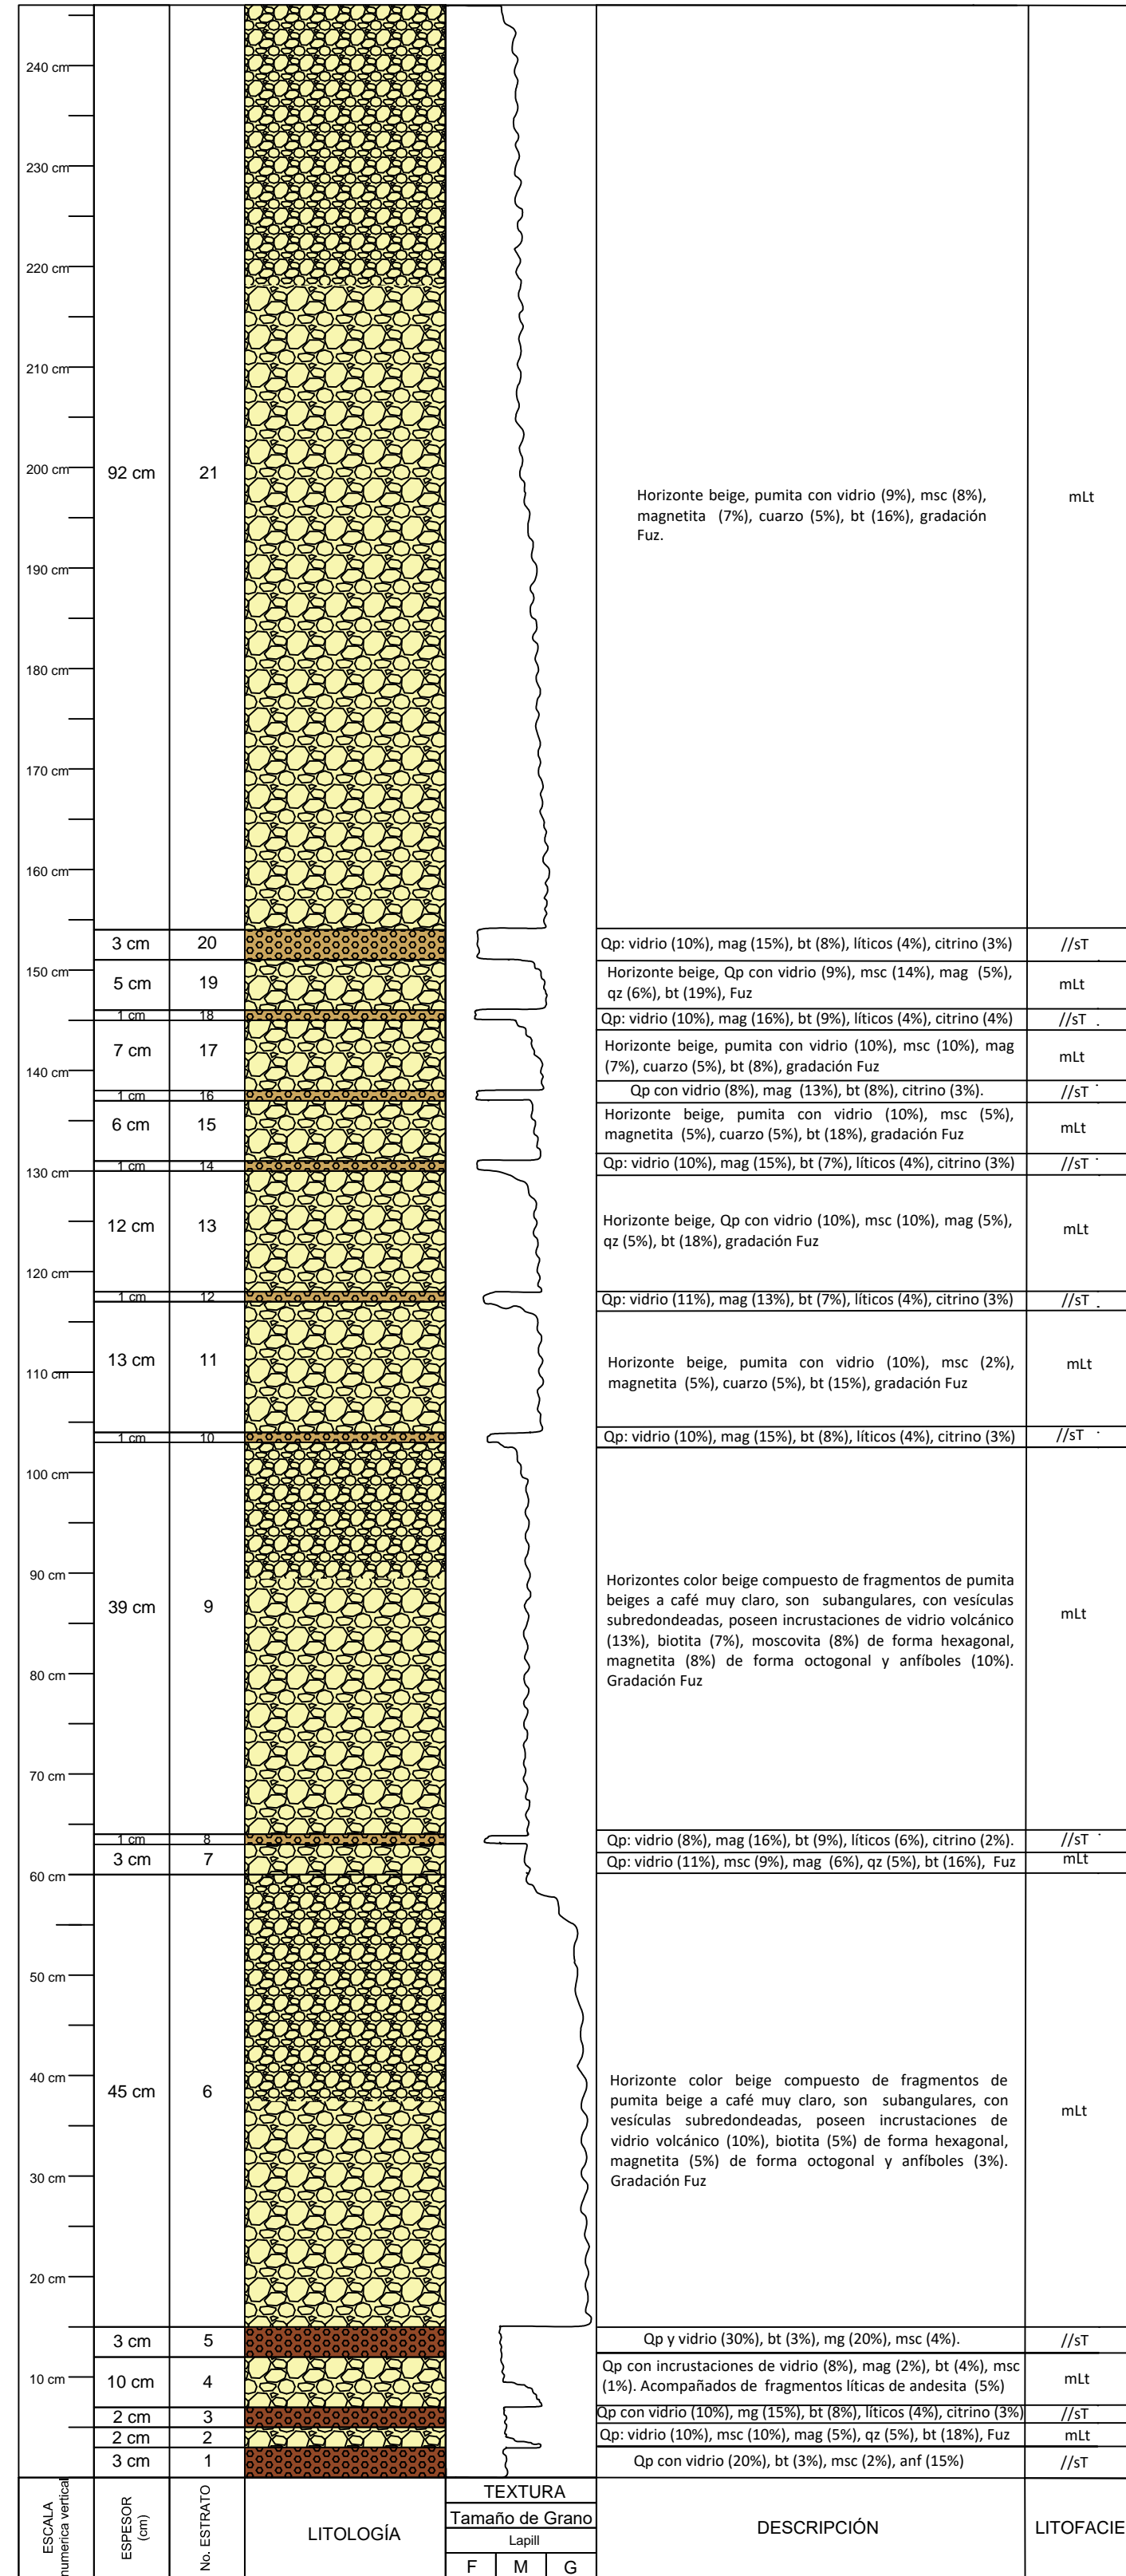 240 cm
230 cm
220 cm
210 cm
200 cm
92 cm
21
Horizonte beige, pumita con vidrio (9%), msc (8%),
magnetita (7%), cuarzo (5%), bt (16%), gradación
Fuz.
mLt
190 cm
180 cm
170 cm
160 cm
3 cm
20
Qp: vidrio (10%), mag (15%), bt (8%), líticos (4%), citrino (3%)
//sT
150 cm
5 cm
19
Horizonte beige, Qp con vidrio (9%), msc (14%), mag (5%),
qz (6%), bt (19%), Fuz
mLt
1 cm
18
Qp: vidrio (10%), mag (16%), bt (9%), líticos (4%), citrino (4%)
//sT
7 cm
17
Horizonte beige, pumita con vidrio (10%), msc (10%), mag
(7%), cuarzo (5%), bt (8%), gradación Fuz
mLt
140 cm
1 cm
16
Qp con vidrio (8%), mag (13%), bt (8%), citrino (3%).
//sT
6 cm
15
Horizonte beige, pumita con vidrio (10%), msc (5%),
magnetita (5%), cuarzo (5%), bt (18%), gradación Fuz
mLt
1 cm
14
Qp: vidrio (10%), mag (15%), bt (7%), líticos (4%), citrino (3%)
//sT
130 cm
12 cm
13
Horizonte beige, Qp con vidrio (10%), msc (10%), mag (5%),
qz (5%), bt (18%), gradación Fuz
mLt
120 cm
1 cm
12
Qp: vidrio (11%), mag (13%), bt (7%), líticos (4%), citrino (3%)
//sT
13 cm
11
Horizonte beige, pumita con vidrio (10%), msc (2%),
magnetita (5%), cuarzo (5%), bt (15%), gradación Fuz
mLt
110 cm
1 cm
10
Qp: vidrio (10%), mag (15%), bt (8%), líticos (4%), citrino (3%)
//sT
100 cm
90 cm
39 cm
9
Horizontes color beige compuesto de fragmentos de pumita
beiges a café muy claro, son subangulares, con vesículas
subredondeadas, poseen incrustaciones de vidrio volcánico
(13%), biotita (7%), moscovita (8%) de forma hexagonal,
magnetita (8%) de forma octogonal y anfíboles (10%).
Gradación Fuz
mLt
80 cm
70 cm
1 cm
8
Qp: vidrio (8%), mag (16%), bt (9%), líticos (6%), citrino (2%).
//sT
3 cm
7
Qp: vidrio (11%), msc (9%), mag (6%), qz (5%), bt (16%), Fuz
mLt
60 cm
50 cm
40 cm
45 cm
6
Horizonte color beige compuesto de fragmentos de
pumita beige a café muy claro, son subangulares, con
vesículas subredondeadas, poseen incrustaciones de
vidrio volcánico (10%), biotita (5%) de forma hexagonal,
magnetita (5%) de forma octogonal y anfíboles (3%).
Gradación Fuz
mLt
30 cm
20 cm
3 cm
5
Qp y vidrio (30%), bt (3%), mg (20%), msc (4%).
//sT
10 cm
10 cm
4
Qp con incrustaciones de vidrio (8%), mag (2%), bt (4%), msc
(1%). Acompañados de fragmentos líticas de andesita (5%)
mLt
2 cm
3
Qp con vidrio (10%), mg (15%), bt (8%), líticos (4%), citrino (3%)
//sT
2 cm
2
Qp: vidrio (10%), msc (10%), mag (5%), qz (5%), bt (18%), Fuz
mLt
3 cm
1
Qp con vidrio (20%), bt (3%), msc (2%), anf (15%)
//sT
ESCALA
numerica vertical
ESPESOR
(cm)
No. ESTRATO
LITOLOGÍA
TEXTURA
Tamaño de Grano
Lapill
F M G
DESCRIPCIÓN
LITOFACIE